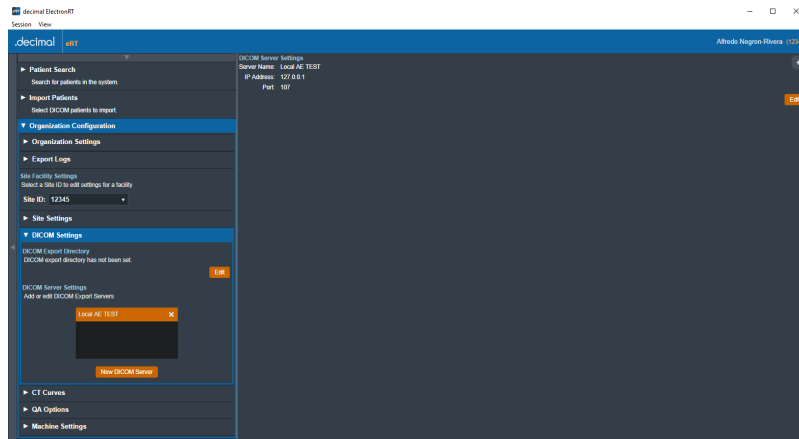 decimal ElectronRT
Session View
.decimal eRT
Alfredo Negron-Rivera (123
Patient Search
Search for patients in the system.
Import Patients
Select DICOM patients to import.
Organization Configuration
Organization Settings
Export Logs
Site Facility Settings
Select a Site ID to edit settings for a facility
Site ID: 12345
Site Settings
DICOM Settings
DICOM Export Directory
DICOM export directory has not been set.
Edit
DICOM Server Settings
Add or edit DICOM Export Servers
Local AE TEST
New DICOM Server
CT Curves
QA Options
Machine Settings
DICOM Server Settings
Server Name: Local AE TEST
IP Address: 127.0.0.1
Port: 107
Edit